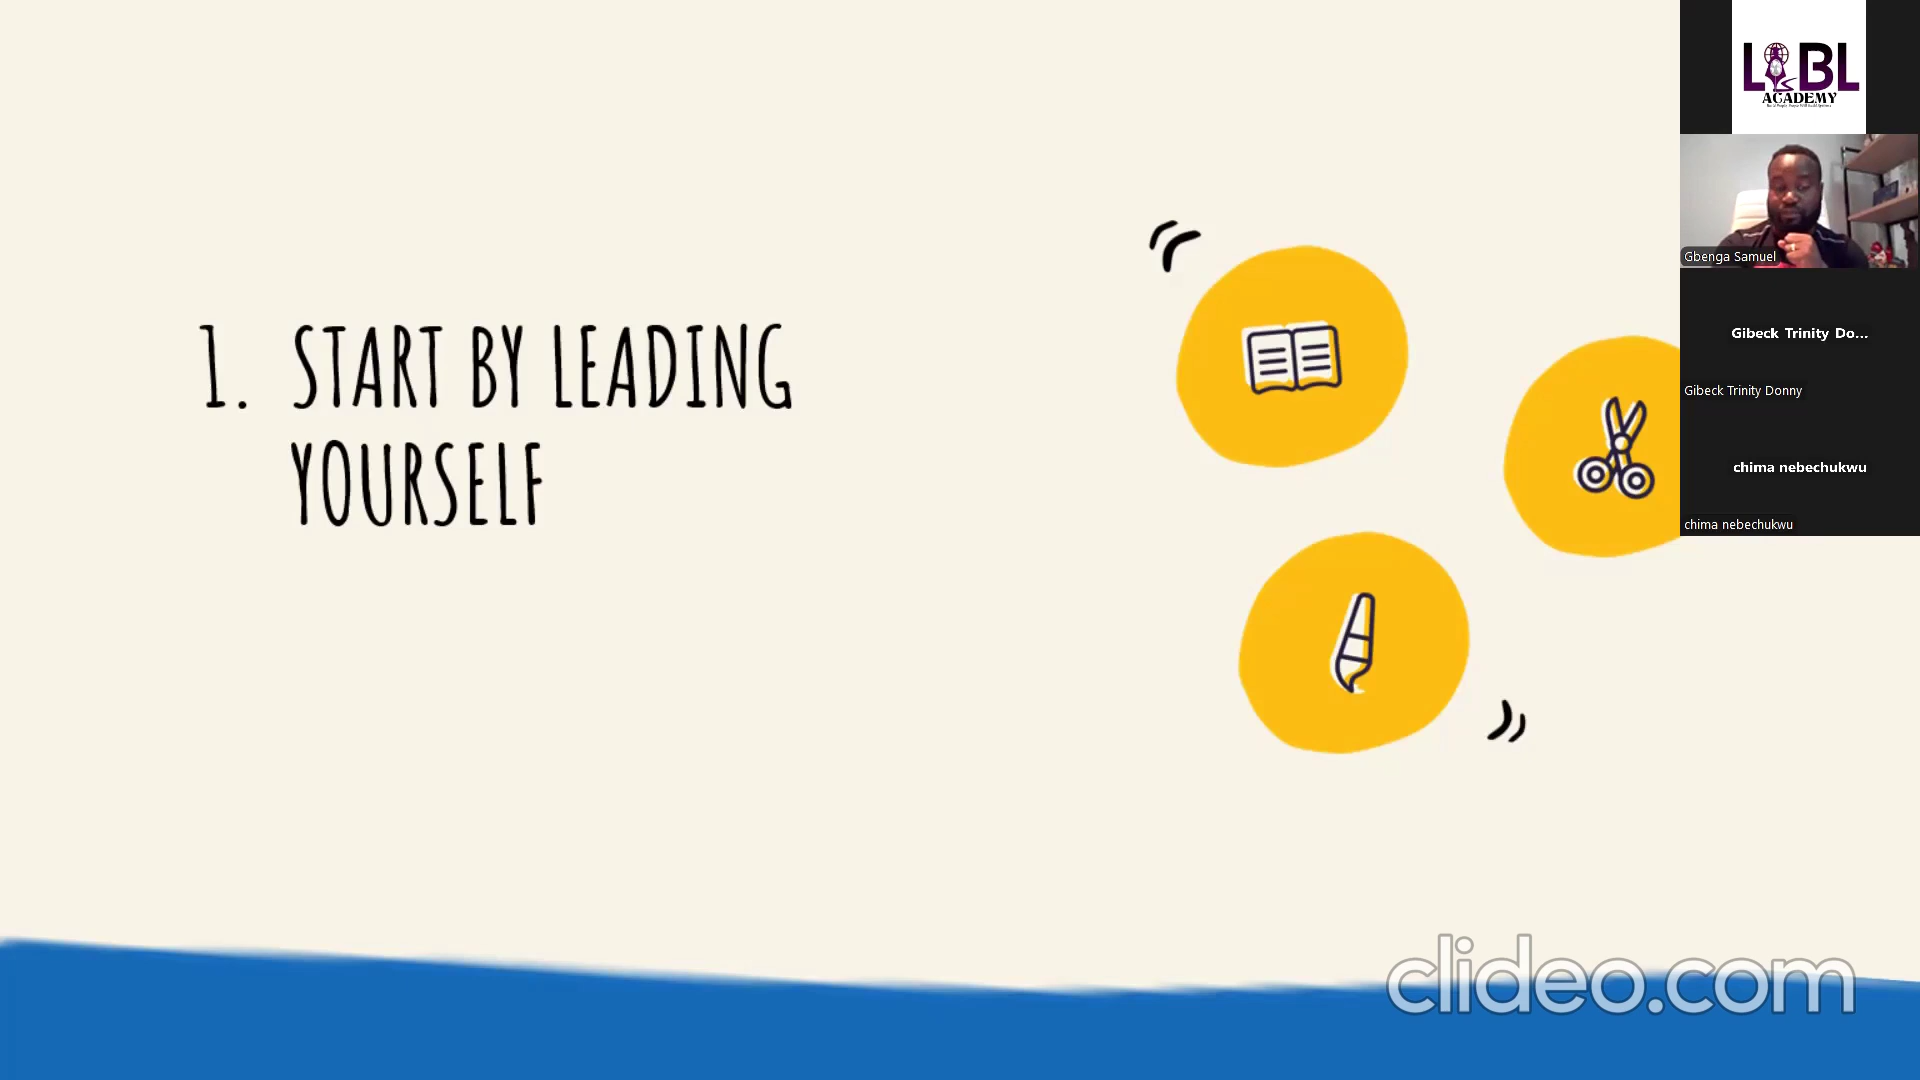 1. START BY LEADING
YOURSELF
LIBL
ACADEMY
Gbenga Samuel
Gibeck Trinity Do...
Gibeck Trinity Donny
chima nebechukwu
chima nebechukwu
clideo.com